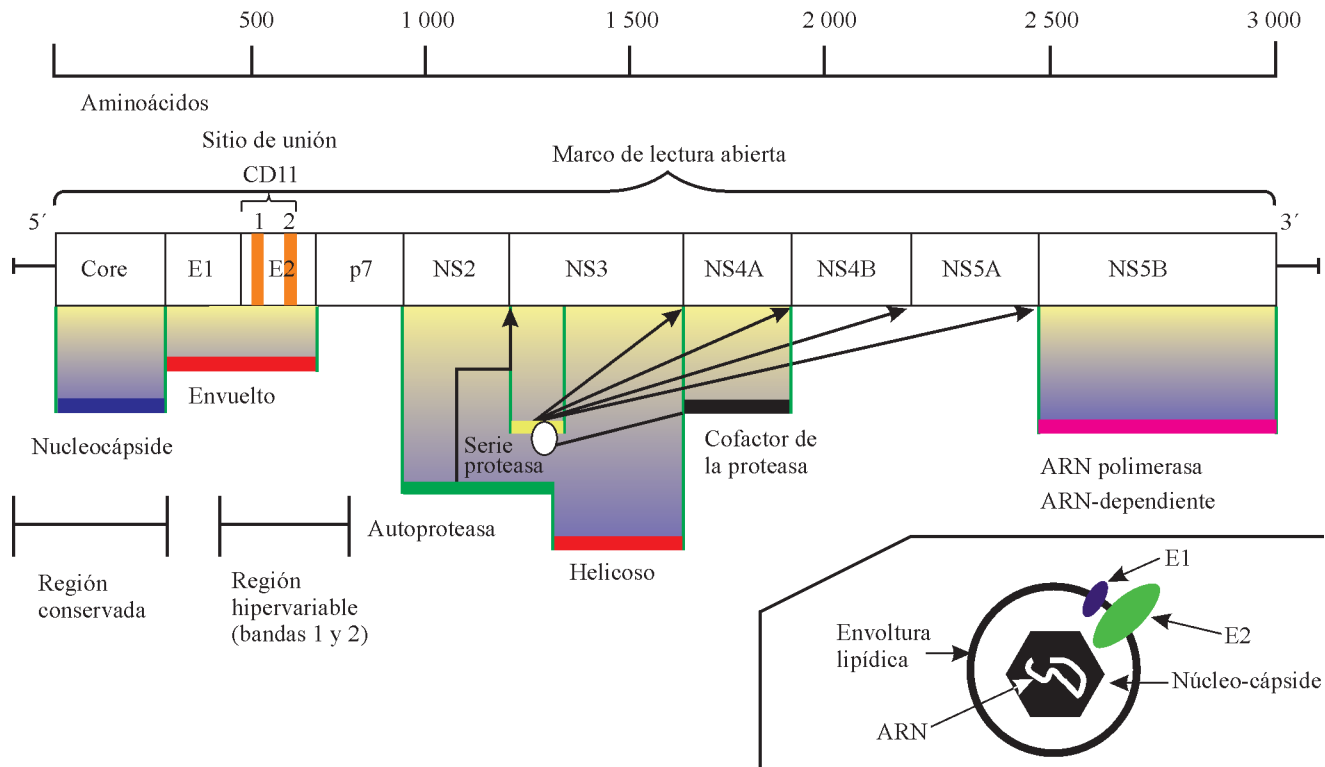 500 1 000 1 500 2 000 2 500 3 000
Aminoácidos
Sitio de unión
CD11
Marco de lectura abierta
5´ 1 2 3´
Core E1 E2 p7 NS2 NS3 NS4A NS4B NS5A NS5B
Envuelto
Nucleocápside
Serie
proteasa
Cofactor de
la proteasa
ARN polimerasa
ARN-dependiente
Autoproteasa
Helicoso
Región
conservada
Región
hipervariable
(bandas 1 y 2)
E1
E2
Envoltura
lipídica
Núcleo-cápside
ARN